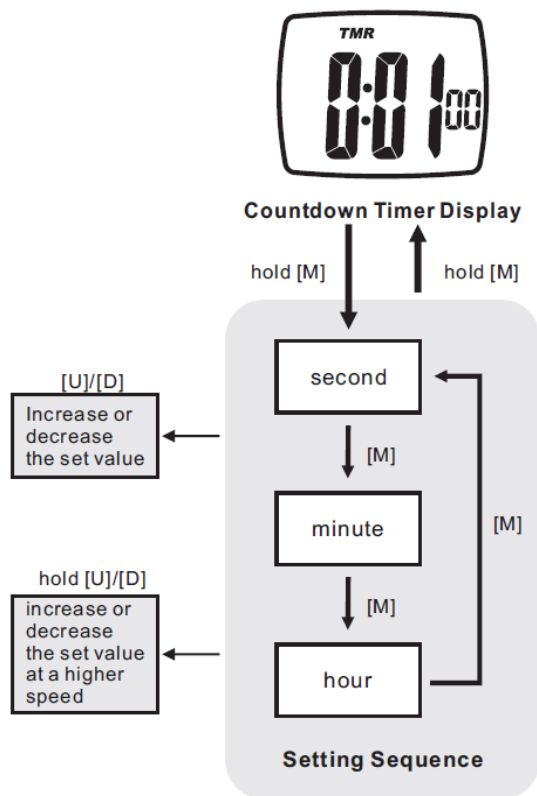 TMR
0:01 00
Countdown Timer Display
hold [M]
hold [M]
second
[U]/[D]
Increase or
decrease
the set value
[M]
minute
[M]
hold [U]/[D]
increase or
decrease
the set value
at a higher
speed
[M]
hour
Setting Sequence